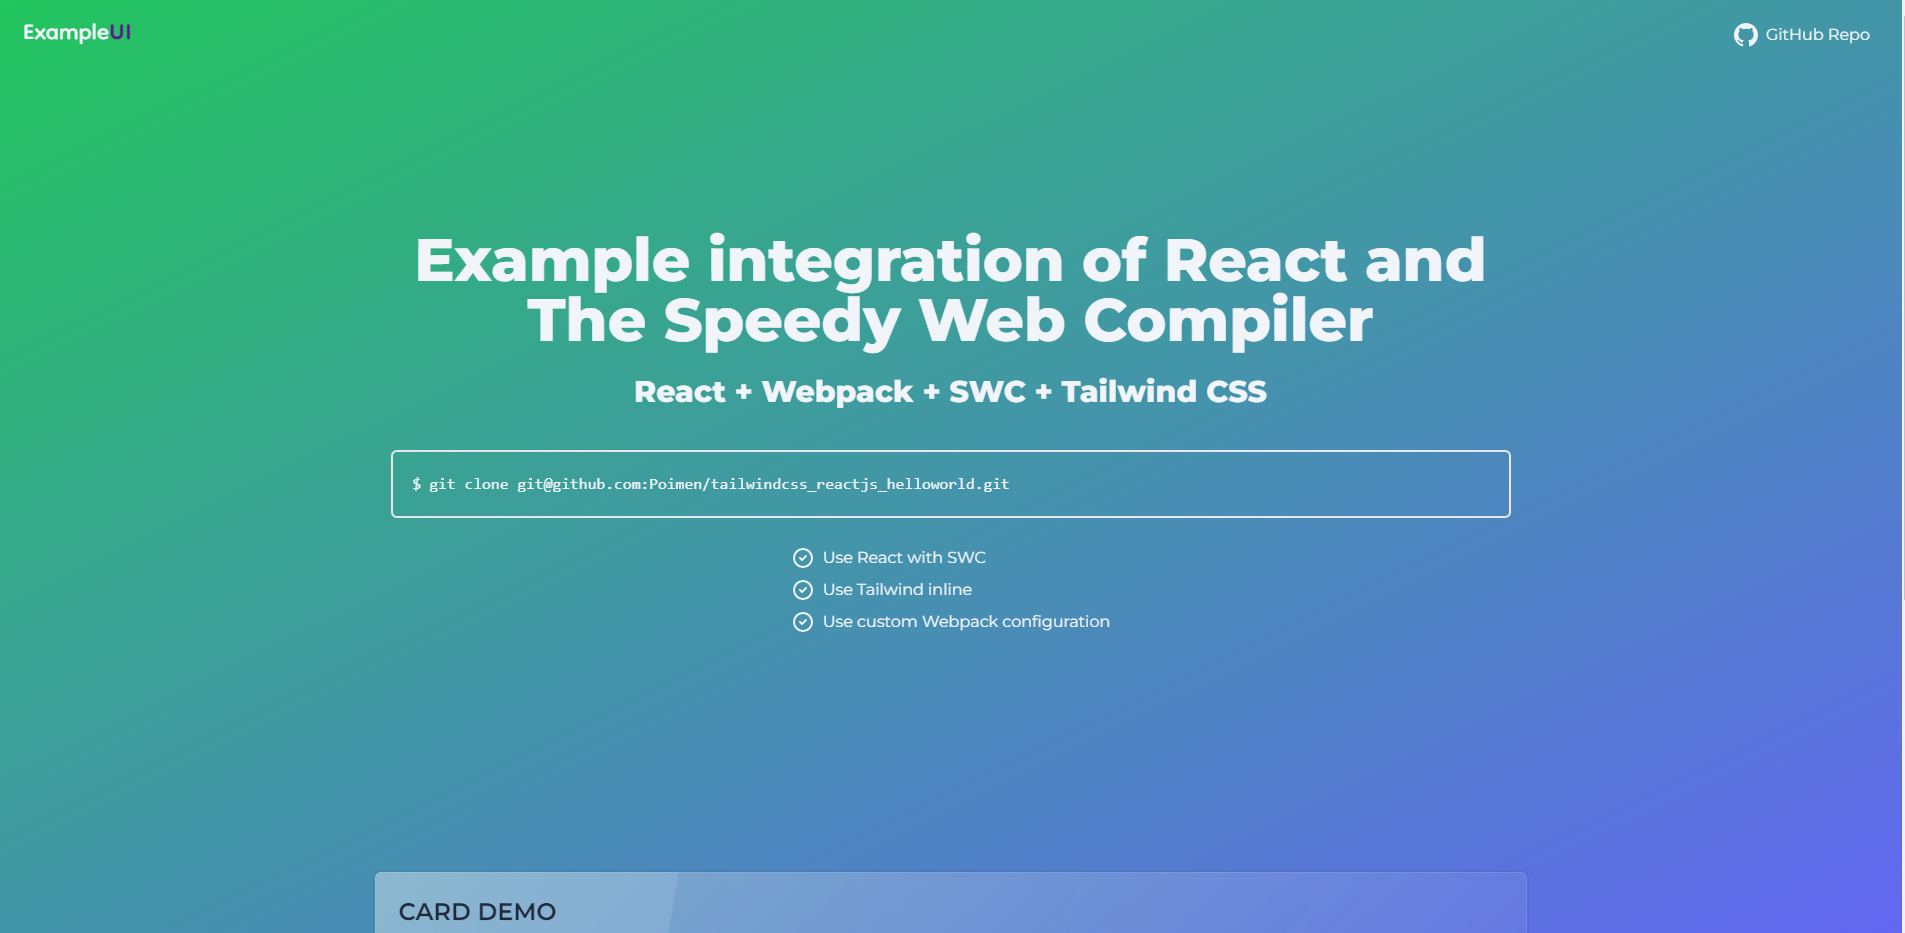 ExampleUI
GitHub Repo
Example integration of React and
The Speedy Web Compiler
React + Webpack + SWC + Tailwind CSS
$ git clone git@github.com:Poimen/tailwindcss_reactjs_helloworld.git
Use React with SWC
Use Tailwind inline
Use custom Webpack configuration
CARD DEMO